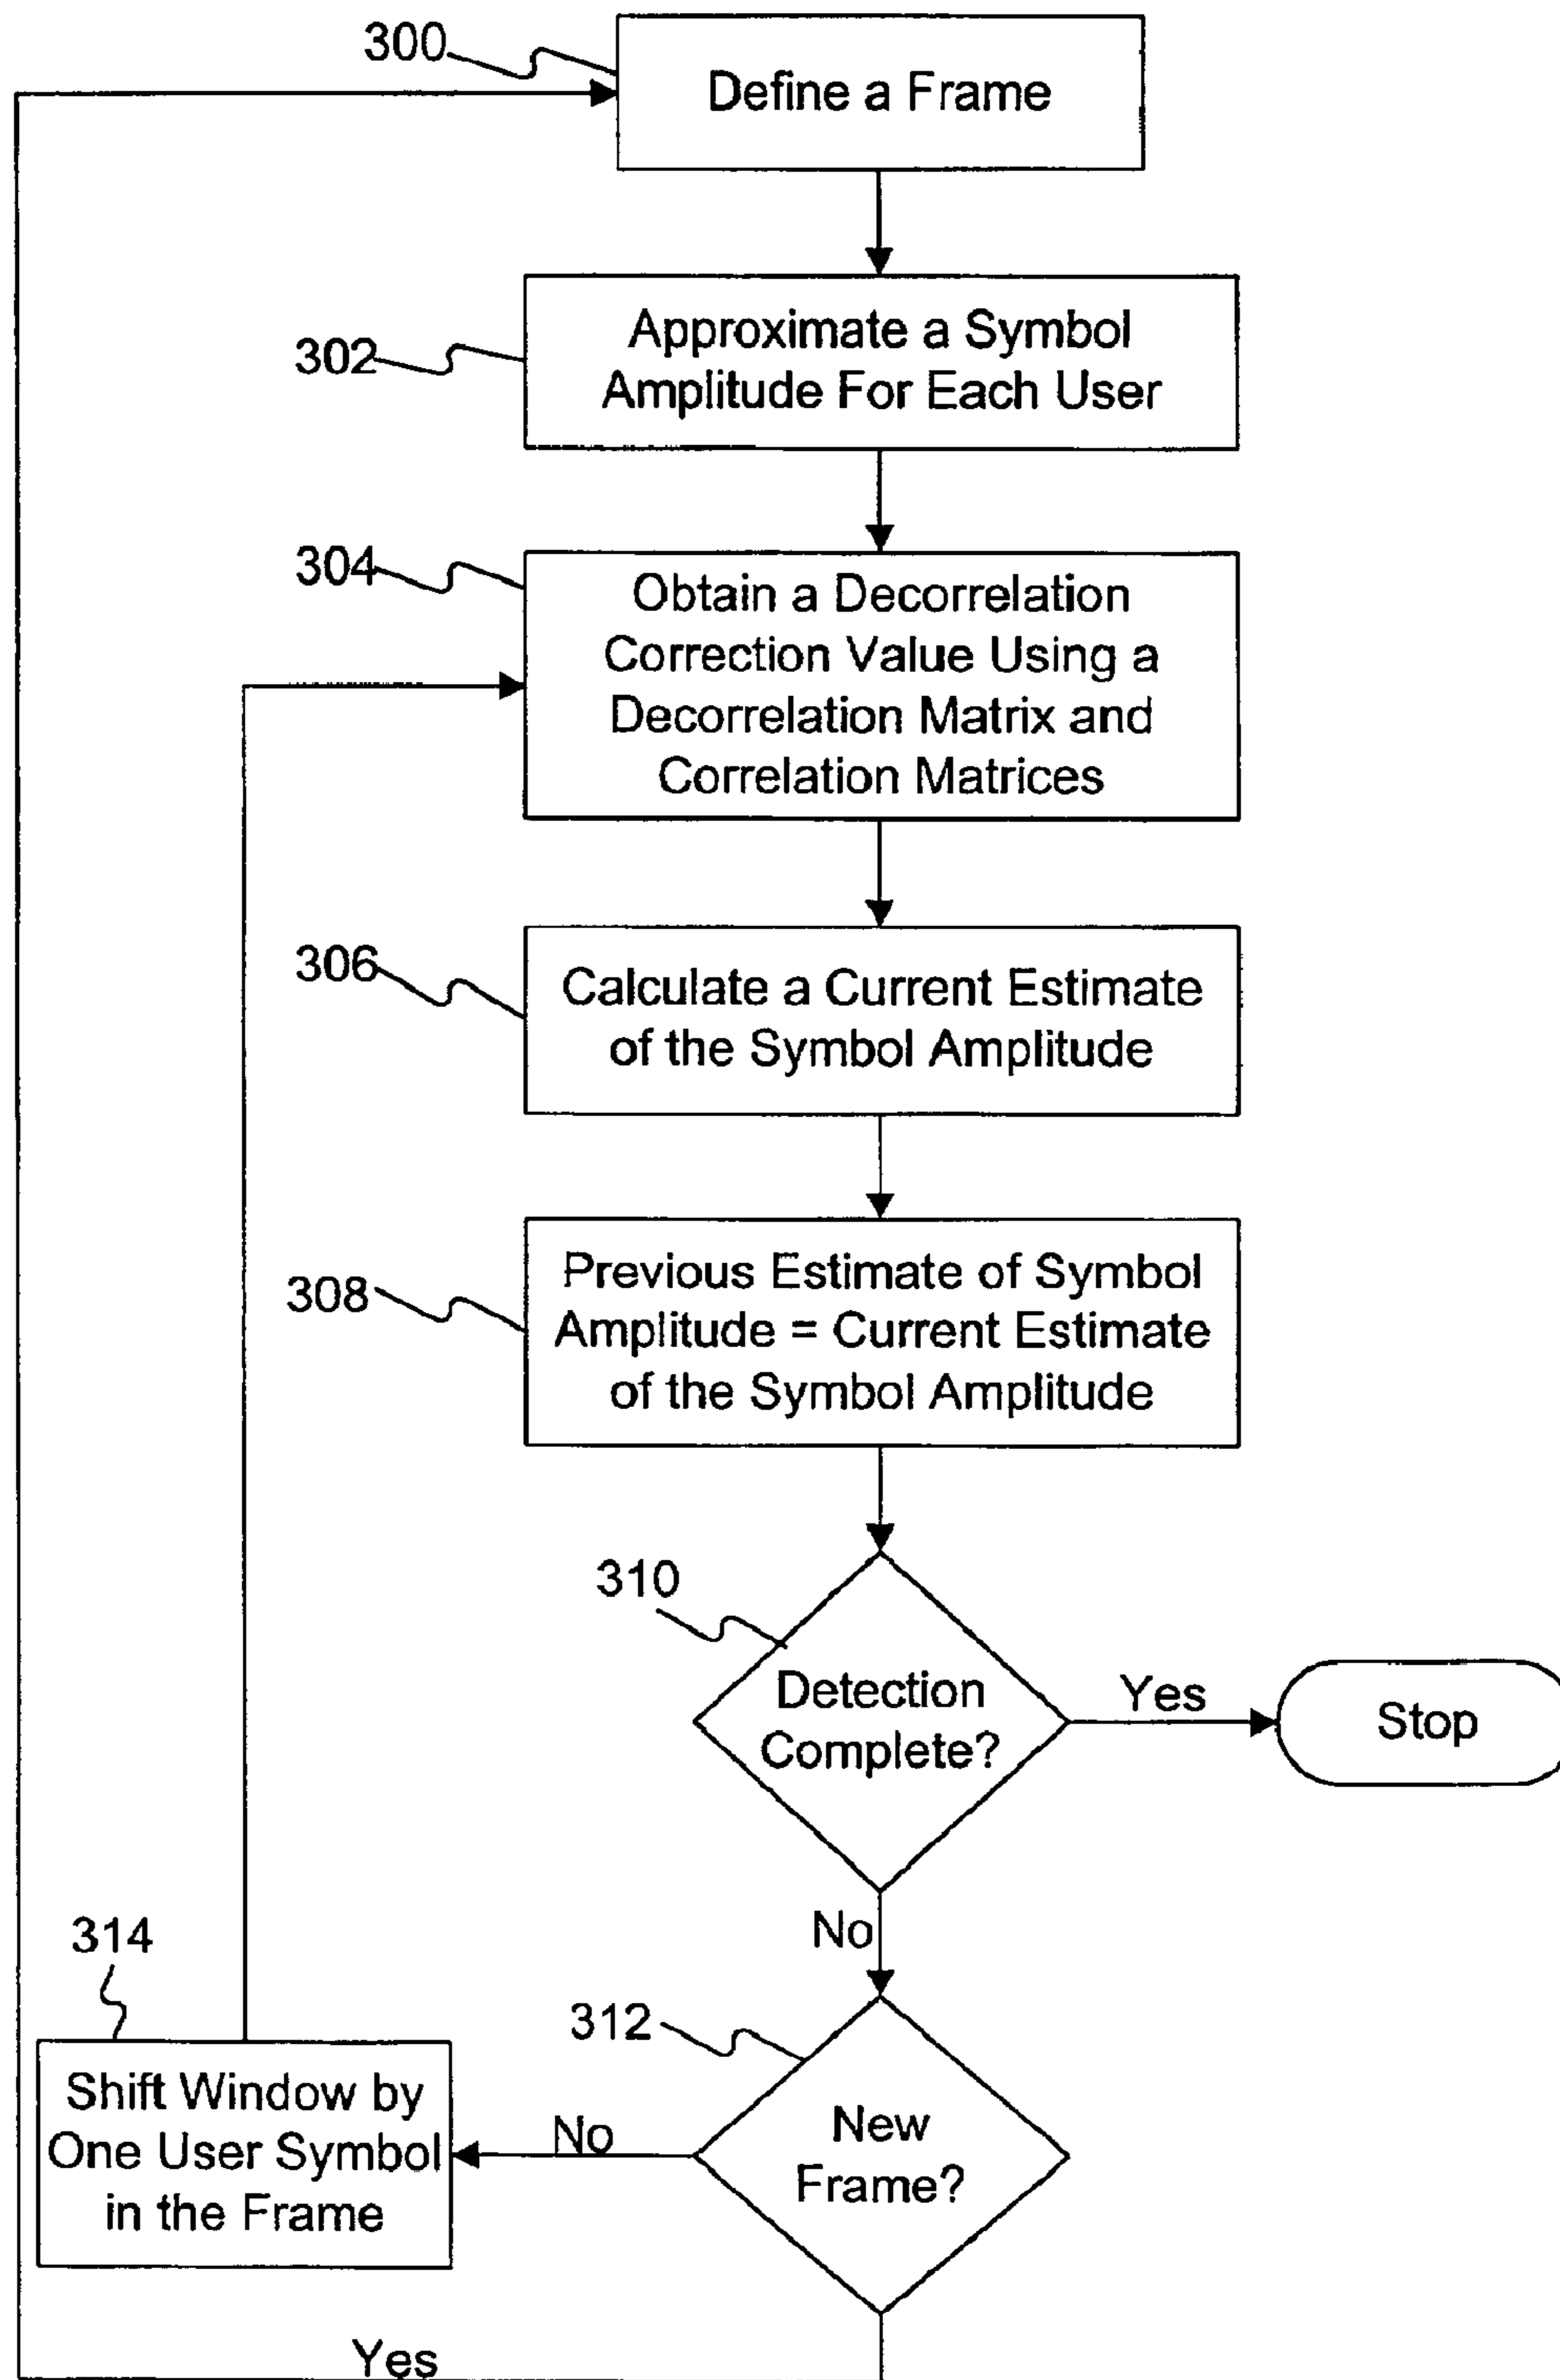 300
Define a Frame
302
Approximate a Symbol
Amplitude For Each User
304
Obtain a Decorrelation
Correction Value Using a
Decorrelation Matrix and
Correlation Matrices
306
Calculate a Current Estimate
of the Symbol Amplitude
308
Previous Estimate of Symbol
Amplitude = Current Estimate
of the Symbol Amplitude
310
Detection
Complete?
Yes
Stop
No
312
New
Frame?
No
314
Shift Window by
One User Symbol
in the Frame
Yes